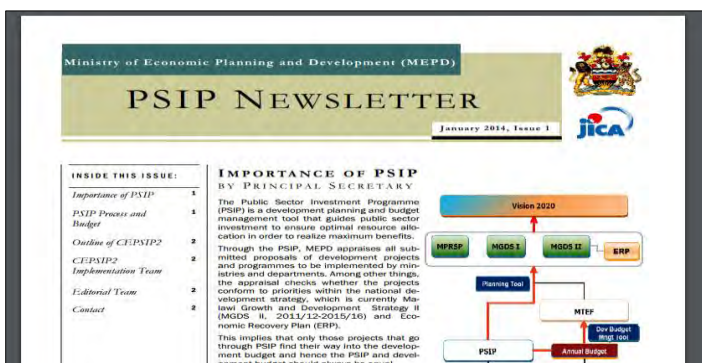 Ministry of Economic Planning and Development (MEPD)
PSIP NEWSLETTER
January 2014, Issue 1
jICA
INSIDE THIS ISSUE:
Importance of PSIP 1
PSIP Process and
Budget 1
Outline of CEPSIP2 2
CEPSIP2
Implementation Team 2
Editorial Team 2
Contact 2
IMPORTANCE OF PSIP
BY PRINCIPAL SECRETARY
The Public Sector Investment Programme
(PSIP) is a development planning and budget
management tool that guides public sector
investment to ensure optimal resource allo-
cation in order to realize maximum benefits.
Through the PSIP, MEPD appraises all sub-
mitted proposals of development projects
and programmes to be implemented by min-
istries and departments. Among other things,
the appraisal checks whether the projects
conform to priorities within the national de-
velopment strategy, which is currently Ma-
lawi Growth and Development Strategy II
(MGDS II, 2011/12-2015/16) and Eco-
nomic Recovery Plan (ERP).
This implies that only those projects that go
through PSIP find their way into the develop-
ment budget and hence the PSIP and devel-
Vision 2020
MPRSP
MGDS I
MGDS II
ERP
Planning Tool
MTEF
Dev Budget
Mngt Tool
PSIP
Annual Budget